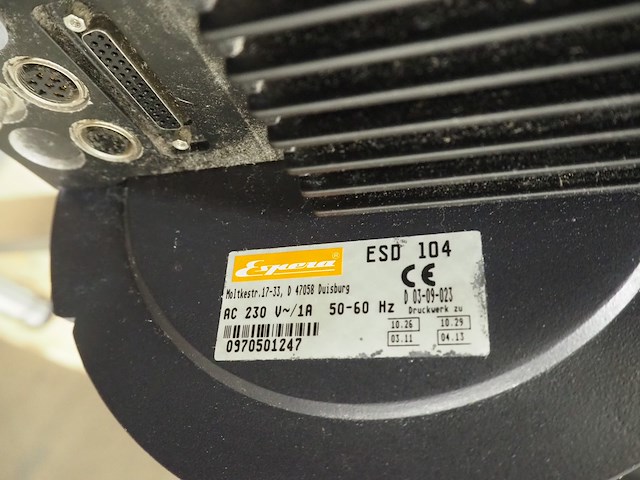 Espera
ESD 104
CE
Moltkestr.17-33, D 47058 Duisburg
D 03-09-023
AC 230 V~/1A 50-60 Hz
Druckwerk zu
10.26 10.29
03.11 04.13
0970501247